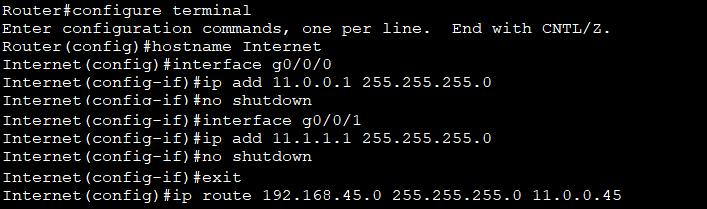 Router#configure terminal
Enter configuration commands, one per line.  End with CNTL/Z.
Router(config)#hostname Internet
Internet(config)#interface g0/0/0
Internet(config-if)#ip add 11.0.0.1 255.255.255.0
Internet(config-if)#no shutdown
Internet(config-if)#interface g0/0/1
Internet(config-if)#ip add 11.1.1.1 255.255.255.0
Internet(config-if)#no shutdown
Internet(config-if)#exit
Internet(config)#ip route 192.168.45.0 255.255.255.0 11.0.0.45